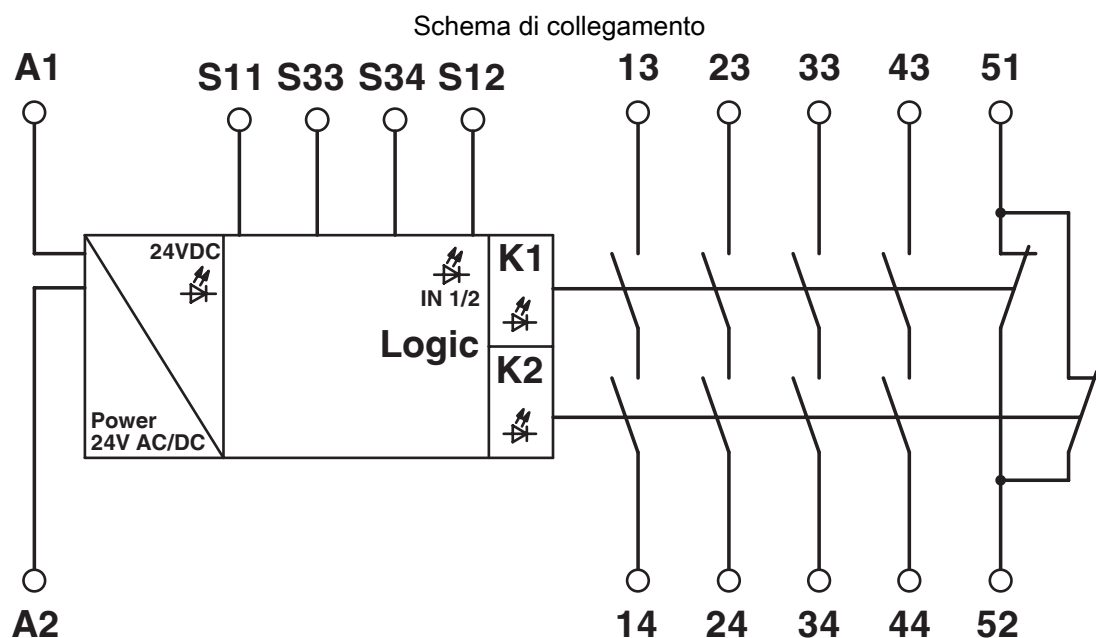 Schema di collegamento
A1
S11 S33 S34 S12
13 23 33 43 51
24VDC
IN 1/2
K1
Logic
K2
Power
24V AC/DC
A2
14 24 34 44 52